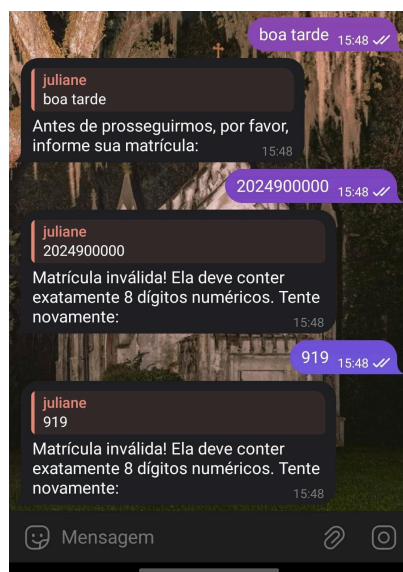 boa tarde 15:48
juliane
boa tarde
Antes de prosseguirmos, por favor,
informe sua matrícula: 15:48
2024900000 15:48
juliane
2024900000
Matrícula inválida! Ela deve conter
exatamente 8 dígitos numéricos. Tente
novamente: 15:48
919 15:48
juliane
919
Matrícula inválida! Ela deve conter
exatamente 8 dígitos numéricos. Tente
novamente: 15:48
Mensagem